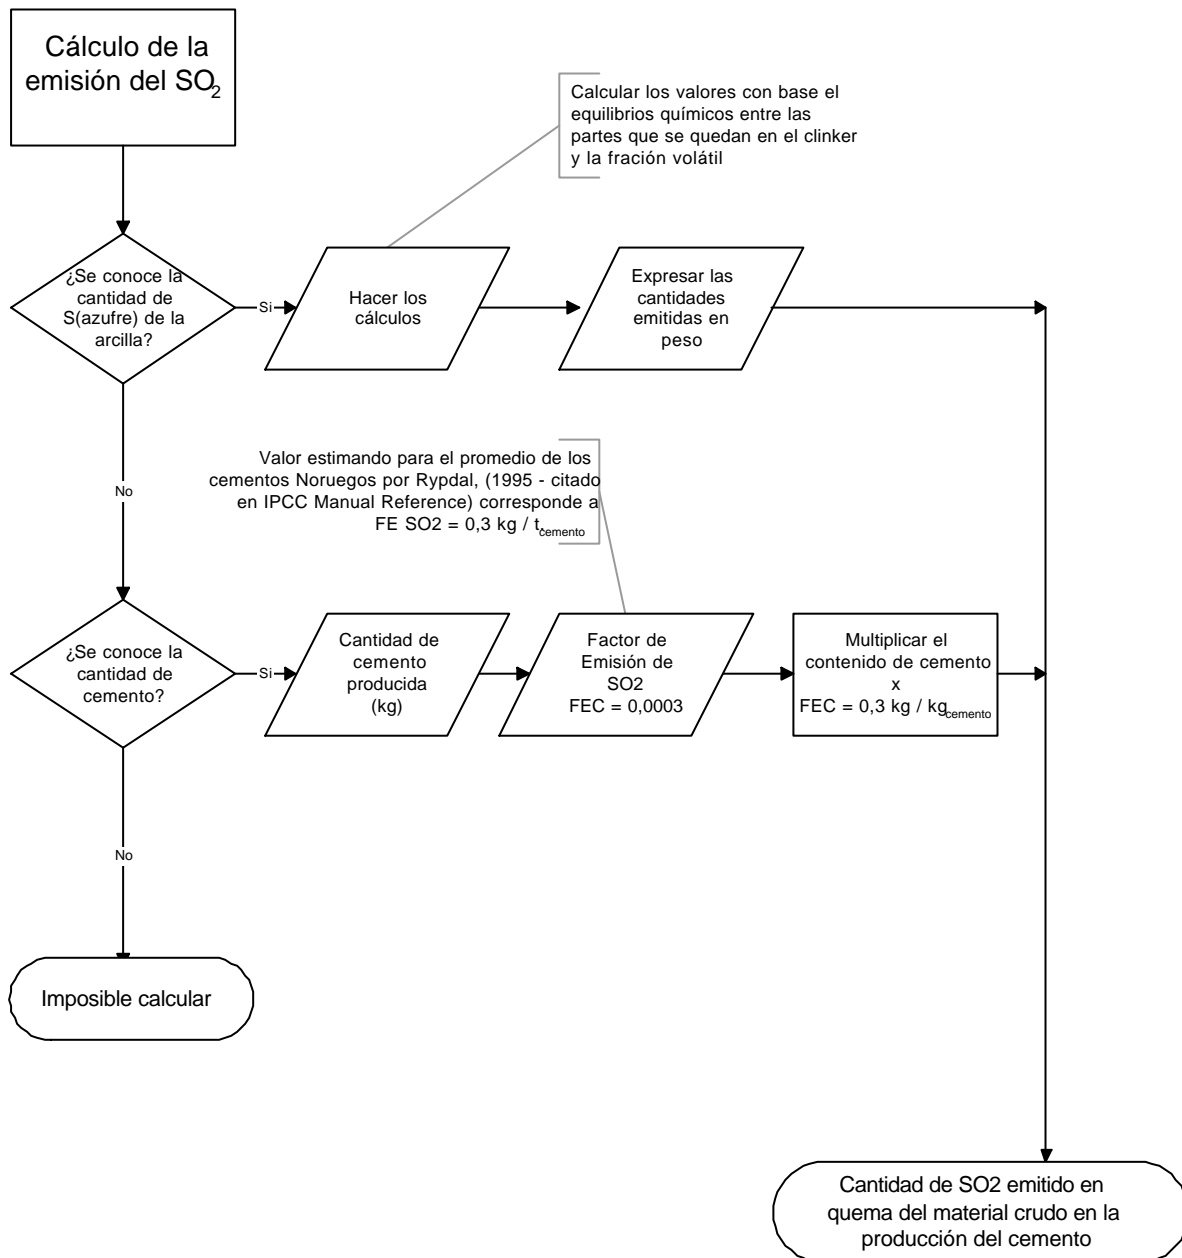 Cálculo de la
emisión del SO2
Calcular los valores con base el
equilibrios químicos entre las
partes que se quedan en el clinker
y la fración volátil
¿Se conoce la
cantidad de
S(azufre) de la
arcilla?
Si
Hacer los
cálculos
Expresar las
cantidades
emitidas en
peso
No
Valor estimando para el promedio de los
cementos Noruegos por Rypdal, (1995 - citado
en IPCC Manual Reference) corresponde a
FE SO2 = 0,3 kg / tcemento
¿Se conoce la
cantidad de
cemento?
Si
Cantidad de
cemento
producida
(kg)
Factor de
Emisión de
SO2
FEC = 0,0003
Multiplicar el
contenido de cemento
x
FEC = 0,3 kg / kgcemento
No
Imposible calcular
Cantidad de SO2 emitido en
quema del material crudo en la
producción del cemento